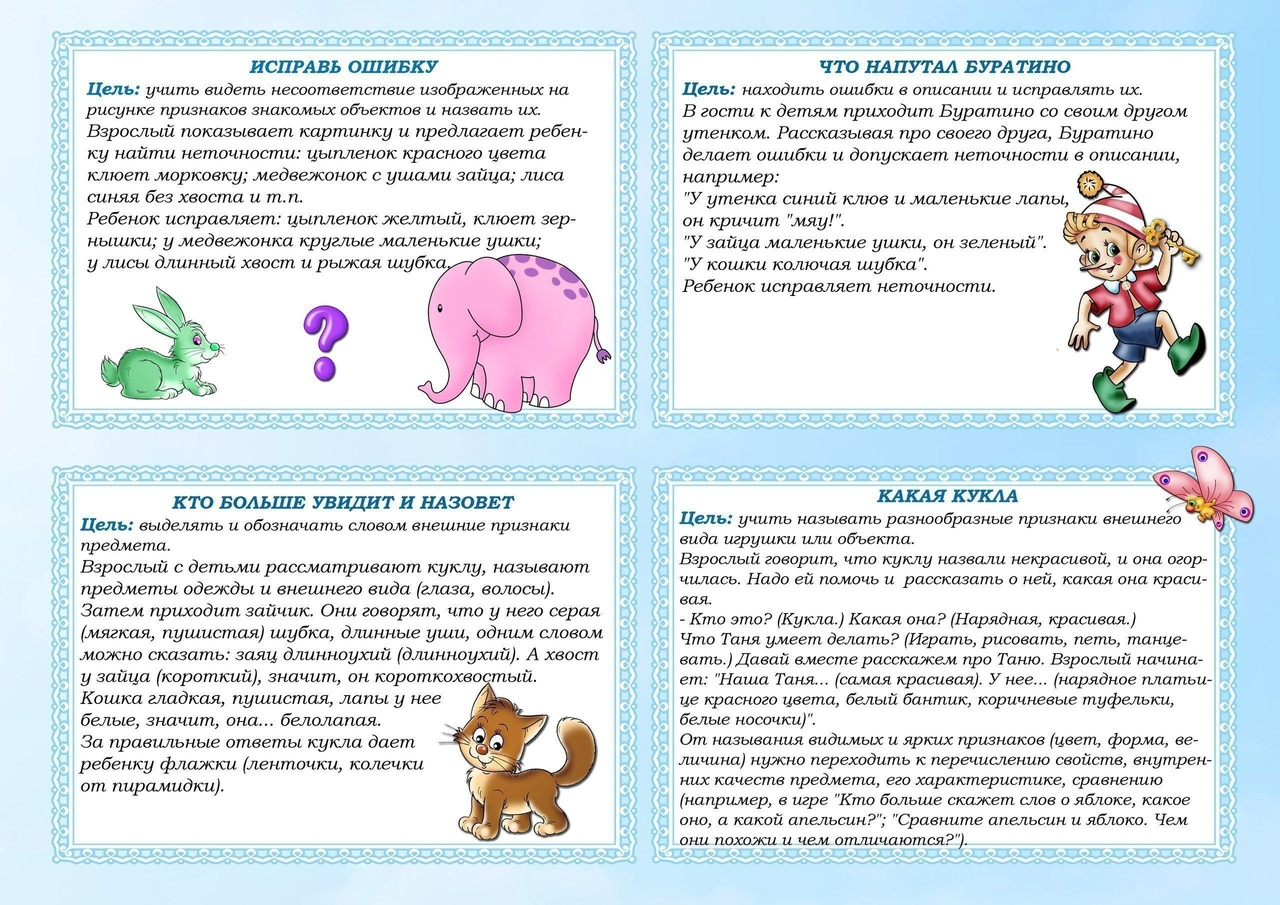 ИСПРАВЬ ОШИБКУ
Цель: учить видеть несоответствие изображенных на
рисунке признаков знакомых объектов и назвать их.
Взрослый показывает картинку и предлагает ребен-
ку найти неточности: цыпленок красного цвета
клюет морковку; медвежонок с ушами зайца; лиса
синяя без хвоста и т.п.
Ребенок исправляет: цыпленок желтый, клюет зер-
нышки; у медвежонка круглые маленькие ушки;
у лисы длинный хвост и рыжая шубка.
?
ЧТО НАПУТАЛ БУРАТИНО
Цель: находить ошибки в описании и исправлять их.
В гости к детям приходит Буратино со своим другом
утенком. Рассказывая про своего друга, Буратино
делает ошибки и допускает неточности в описании,
например:
"У утенка синий клюв и маленькие лапы,
он кричит "мяу!".
"У зайца маленькие ушки, он зеленый".
"У кошки колючая шубка".
Ребенок исправляет неточности.
КТО БОЛЬШЕ УВИДИТ И НАЗОВЕТ
Цель: выделять и обозначать словом внешние признаки
предмета.
Взрослый с детьми рассматривают куклу, называют
предметы одежды и внешнего вида (глаза, волосы).
Затем приходит зайчик. Они говорят, что у него серая
(мягкая, пушистая) шубка, длинные уши, одним словом
можно сказать: заяц длинноухий (длинноухий). А хвост
у зайца (короткий), значит, он короткохвостый.
Кошка гладкая, пушистая, лапы у нее
белые, значит, она... белолапая.
За правильные ответы кукла дает
ребенку флажки (ленточки, колечки
от пирамидки).
КАКАЯ КУКЛА
Цель: учить называть разнообразные признаки внешнего
вида игрушки или объекта.
Взрослый говорит, что куклу назвали некрасивой, и она огор-
чилась. Надо ей помочь и рассказать о ней, какая она краси-
вая.
- Кто это? (Кукла.) Какая она? (Нарядная, красивая.)
Что Таня умеет делать? (Играть, рисовать, петь, танце-
вать.) Давай вместе расскажем про Таню. Взрослый начина-
ет: "Наша Таня... (самая красивая). У нее... (нарядное платьи-
це красного цвета, белый бантик, коричневые туфельки,
белые носочки)".
От называния видимых и ярких признаков (цвет, форма, ве-
личина) нужно переходить к перечислению свойств, внутрен-
них качеств предмета, его характеристике, сравнению
(например, в игре "Кто больше скажет слов о яблоке, какое
оно, а какой апельсин?"; "Сравните апельсин и яблоко. Чем
они похожи и чем отличаются?").